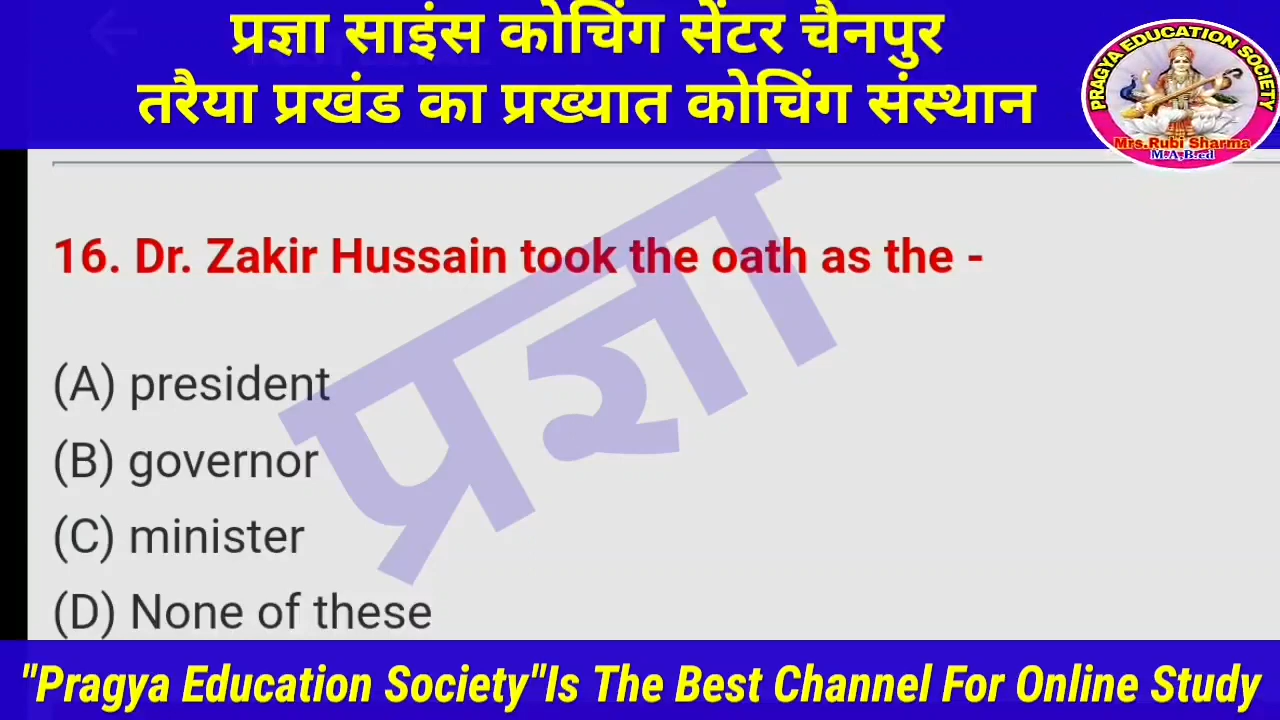 प्रज्ञा साइंस कोचिंग सेंटर चैनपुर
तरैया प्रखंड का प्रख्यात कोचिंग संस्थान
PRAGYA EDUCATION SOCIETY
Mrs.Rubi Sharma
M.A,B.ed
16. Dr. Zakir Hussain took the oath as the -
(A) president
(B) governor
(C) minister
(D) None of these
प्रज्ञा
"Pragya Education Society"Is The Best Channel For Online Study